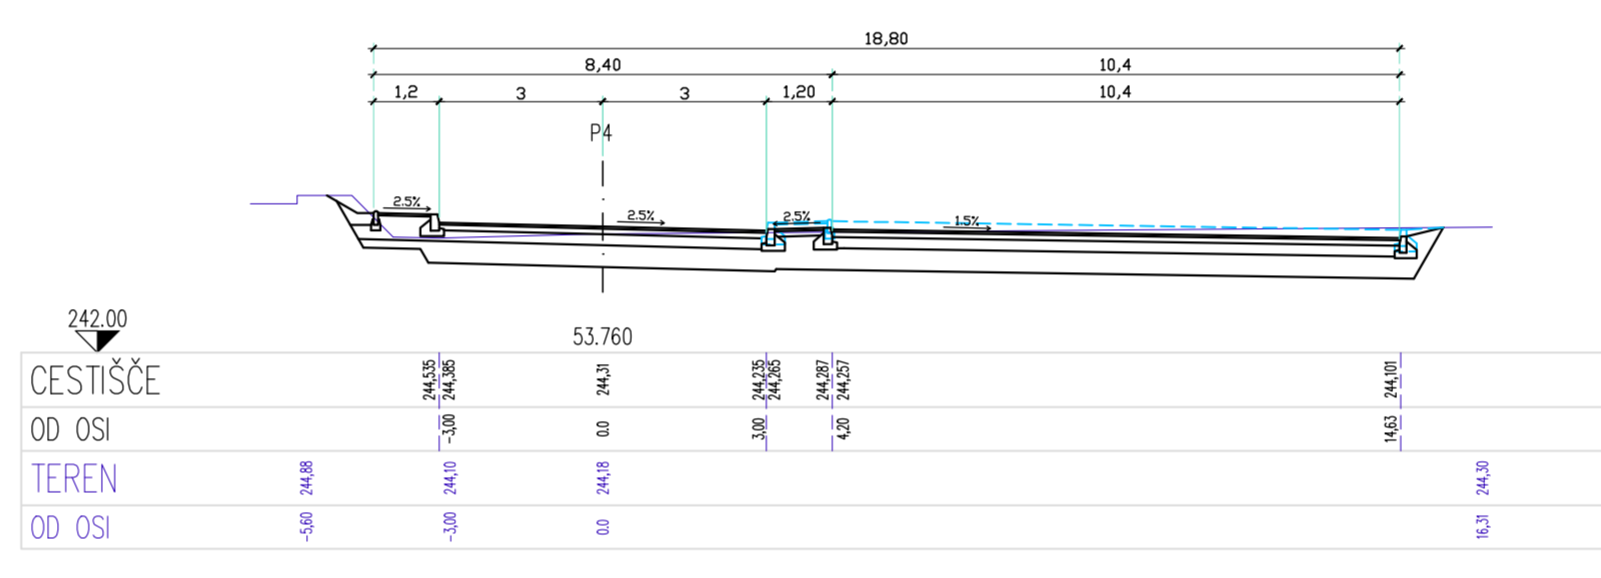 18,80
8,40 10,4
1,2 3 3 1,20 10,4
P4
2.5% 2.5% 2.5% 1.5%
242.00
53.760
CESTIŠČE 244,535 244,385 244,31 244,235 244,265 244,287 244,257 244,101
OD OSI -3,00 0.0 3,00 4,20 14,63
TEREN 244,88 244,10 244,18 244,30
OD OSI -5,60 -3,00 0.0 16,31